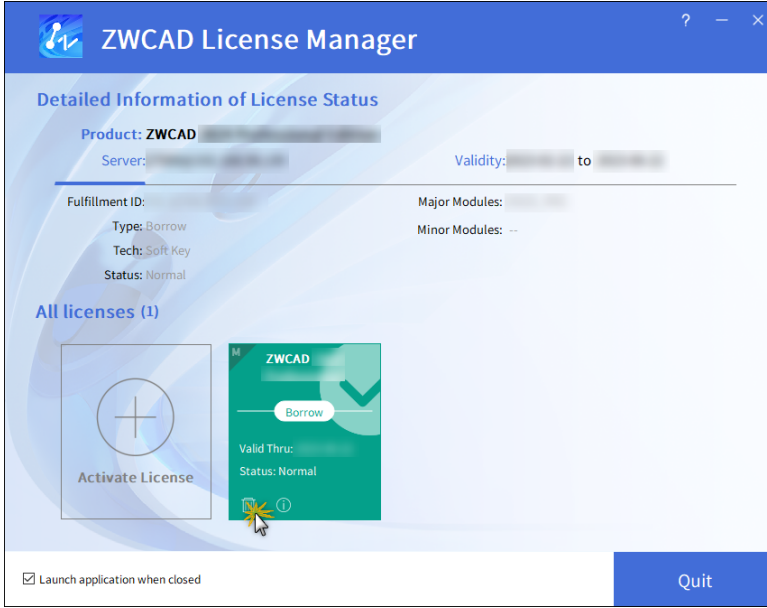 ZWCAD License Manager
?
Detailed Information of License Status
Product: ZWCAD
Server:
Validity: to
Fulfillment ID:
Major Modules:
Type: Borrow
Minor Modules: --
Tech: Soft Key
Status: Normal
All licenses (1)
M
ZWCAD
Borrow
Activate License
Valid Thru:
Status: Normal
Launch application when closed
Quit